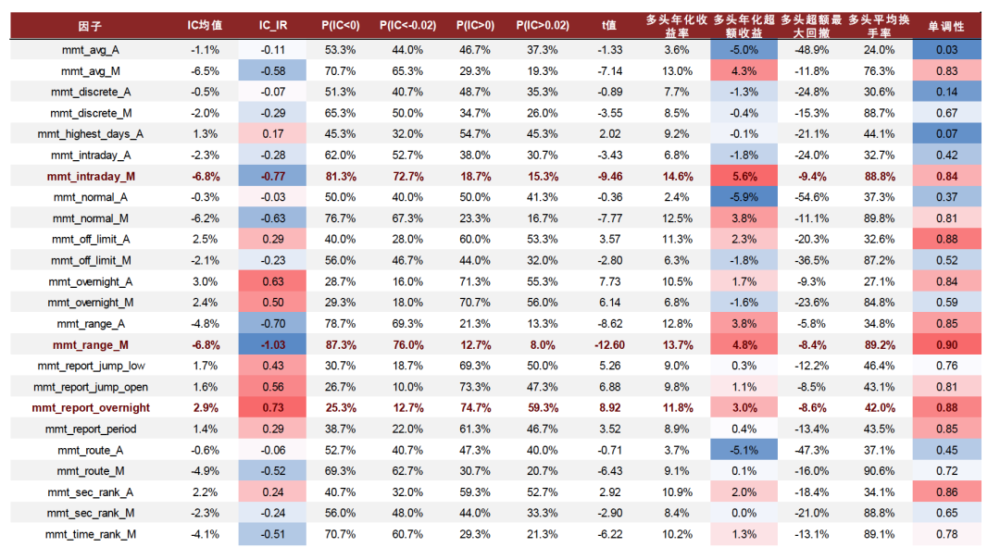 因子 IC均值 IC_IR P(IC<0) P(IC<-0.02) P(IC>0) P(IC>0.02) t值 多头年化收益率 多头年化超额收益 多头超额最大回撤 多头平均换手率 单调性
mmt_avg_A -1.1% -0.11 53.3% 44.0% 46.7% 37.3% -1.33 3.6% -5.0% -48.9% 24.0% 0.03
mmt_avg_M -6.5% -0.58 70.7% 65.3% 29.3% 19.3% -7.14 13.0% 4.3% -11.8% 76.3% 0.83
mmt_discrete_A -0.5% -0.07 51.3% 40.7% 48.7% 35.3% -0.89 7.7% -1.3% -24.8% 30.6% 0.14
mmt_discrete_M -2.0% -0.29 65.3% 50.0% 34.7% 26.0% -3.55 8.5% -0.4% -15.3% 88.7% 0.67
mmt_highest_days_A 1.3% 0.17 45.3% 32.0% 54.7% 45.3% 2.02 9.2% -0.1% -21.1% 44.1% 0.07
mmt_intraday_A -2.3% -0.28 62.0% 52.7% 38.0% 30.7% -3.43 6.8% -1.8% -24.0% 32.7% 0.42
mmt_intraday_M -6.8% -0.77 81.3% 72.7% 18.7% 15.3% -9.46 14.6% 5.6% -9.4% 88.8% 0.84
mmt_normal_A -0.3% -0.03 50.0% 40.0% 50.0% 41.3% -0.36 2.4% -5.9% -54.6% 37.3% 0.37
mmt_normal_M -6.2% -0.63 76.7% 67.3% 23.3% 16.7% -7.77 12.5% 3.8% -11.1% 89.8% 0.81
mmt_off_limit_A 2.5% 0.29 40.0% 28.0% 60.0% 53.3% 3.57 11.3% 2.3% -20.3% 32.6% 0.88
mmt_off_limit_M -2.1% -0.23 56.0% 46.7% 44.0% 32.0% -2.80 6.3% -1.8% -36.5% 87.2% 0.52
mmt_overnight_A 3.0% 0.63 28.7% 16.0% 71.3% 55.3% 7.73 10.5% 1.7% -9.3% 27.1% 0.84
mmt_overnight_M 2.4% 0.50 29.3% 18.0% 70.7% 56.0% 6.14 6.8% -1.6% -23.6% 84.8% 0.59
mmt_range_A -4.8% -0.70 78.7% 69.3% 21.3% 13.3% -8.62 12.8% 3.8% -5.8% 34.8% 0.85
mmt_range_M -6.8% -1.03 87.3% 76.0% 12.7% 8.0% -12.60 13.7% 4.8% -8.4% 89.2% 0.90
mmt_report_jump_low 1.7% 0.43 30.7% 18.7% 69.3% 50.0% 5.26 9.0% 0.3% -12.2% 46.4% 0.76
mmt_report_jump_open 1.6% 0.56 26.7% 10.0% 73.3% 47.3% 6.88 9.8% 1.1% -8.5% 43.1% 0.81
mmt_report_overnight 2.9% 0.73 25.3% 12.7% 74.7% 59.3% 8.92 11.8% 3.0% -8.6% 42.0% 0.88
mmt_report_period 1.4% 0.29 38.7% 22.0% 61.3% 46.7% 3.52 8.9% 0.4% -13.4% 43.5% 0.85
mmt_route_A -0.6% -0.06 52.7% 40.7% 47.3% 40.0% -0.71 3.7% -5.1% -47.3% 37.1% 0.45
mmt_route_M -4.9% -0.52 69.3% 62.7% 30.7% 20.7% -6.43 9.1% 0.1% -16.0% 90.6% 0.72
mmt_sec_rank_A 2.2% 0.24 40.7% 32.0% 59.3% 52.7% 2.92 10.9% 2.0% -18.4% 34.1% 0.86
mmt_sec_rank_M -2.3% -0.24 56.0% 48.0% 44.0% 33.3% -2.90 8.4% 0.0% -21.0% 88.8% 0.65
mmt_time_rank_M -4.1% -0.51 70.7% 60.7% 29.3% 21.3% -6.22 10.2% 1.3% -13.1% 89.1% 0.78